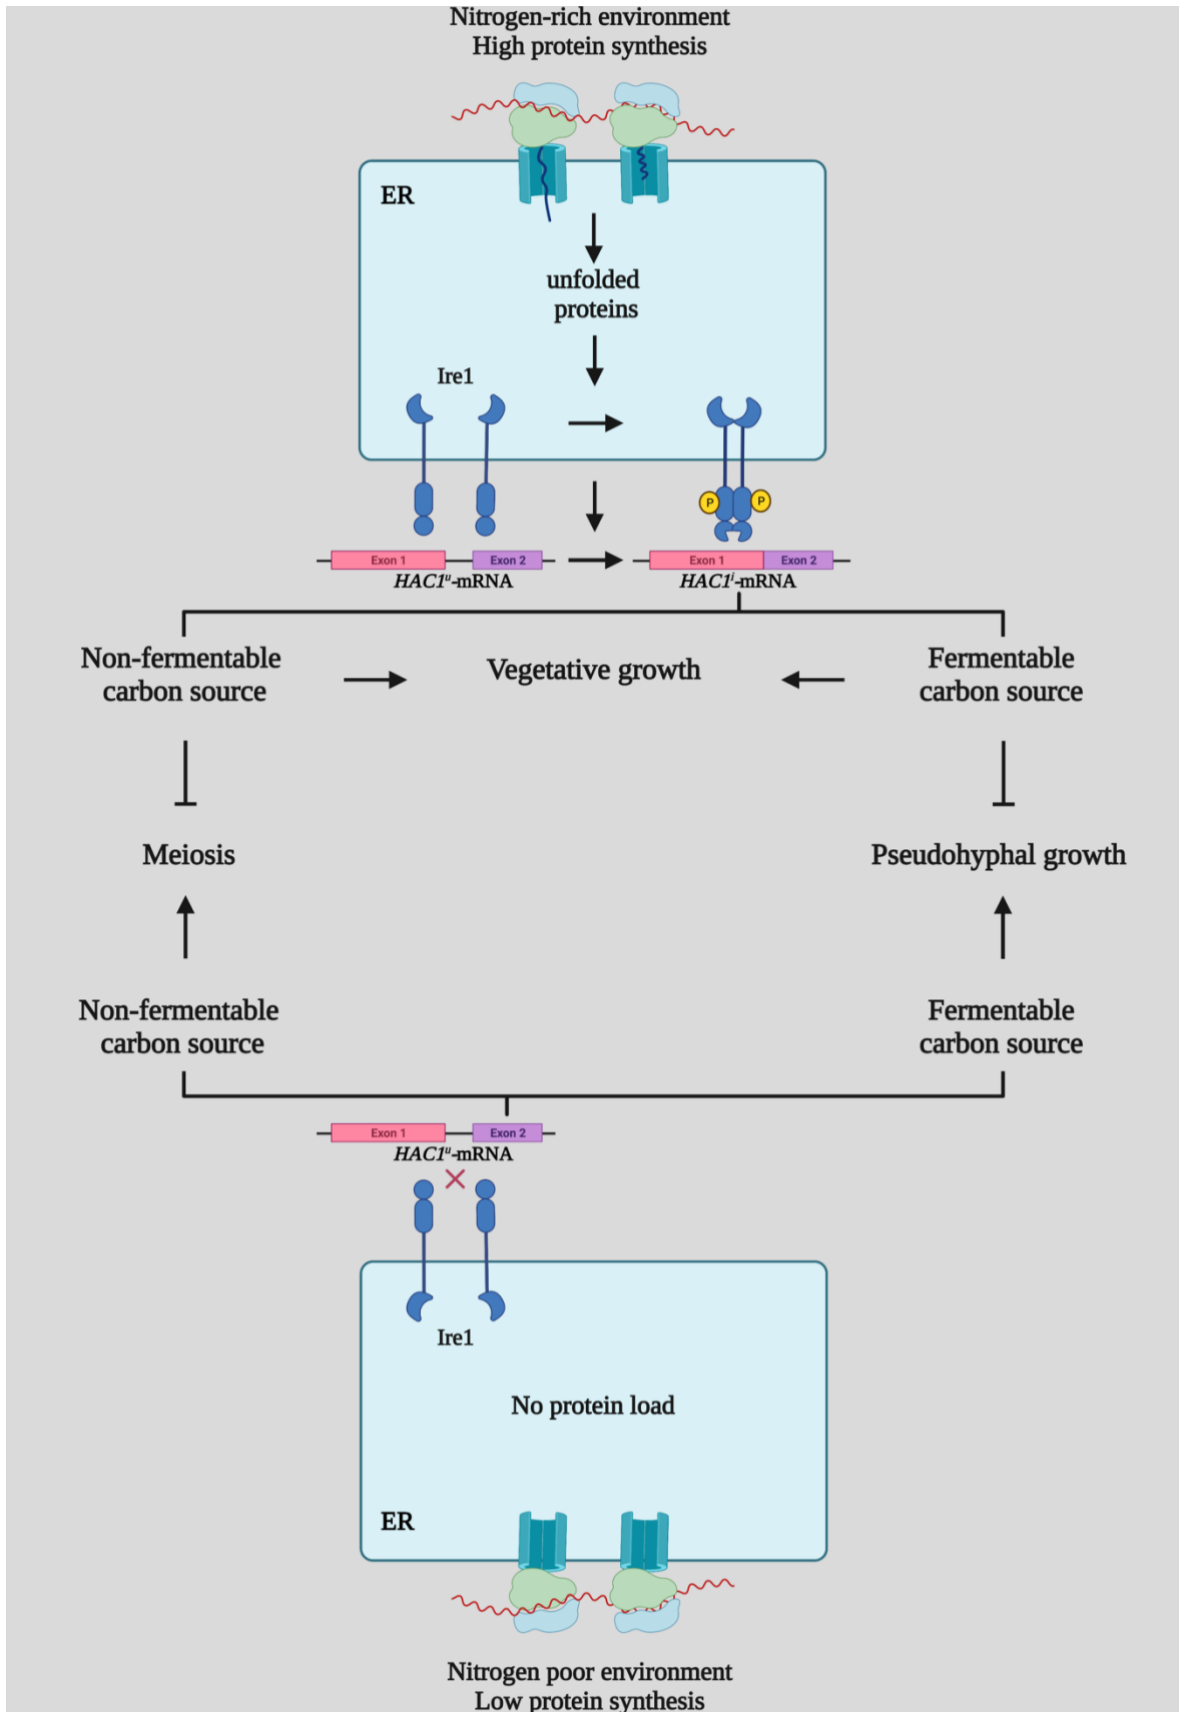 Nitrogen-rich environment
High protein synthesis
ER
unfolded
proteins
Ire1
P
P
Exon 1
Exon 2
HAC1ᵘ-mRNA
Exon 1
Exon 2
HAC1ⁱ-mRNA
Non-fermentable
carbon source
Vegetative growth
Fermentable
carbon source
Meiosis
Pseudohyphal growth
Non-fermentable
carbon source
Fermentable
carbon source
Exon 1
Exon 2
HAC1ᵘ-mRNA
Ire1
No protein load
ER
Nitrogen poor environment
Low protein synthesis